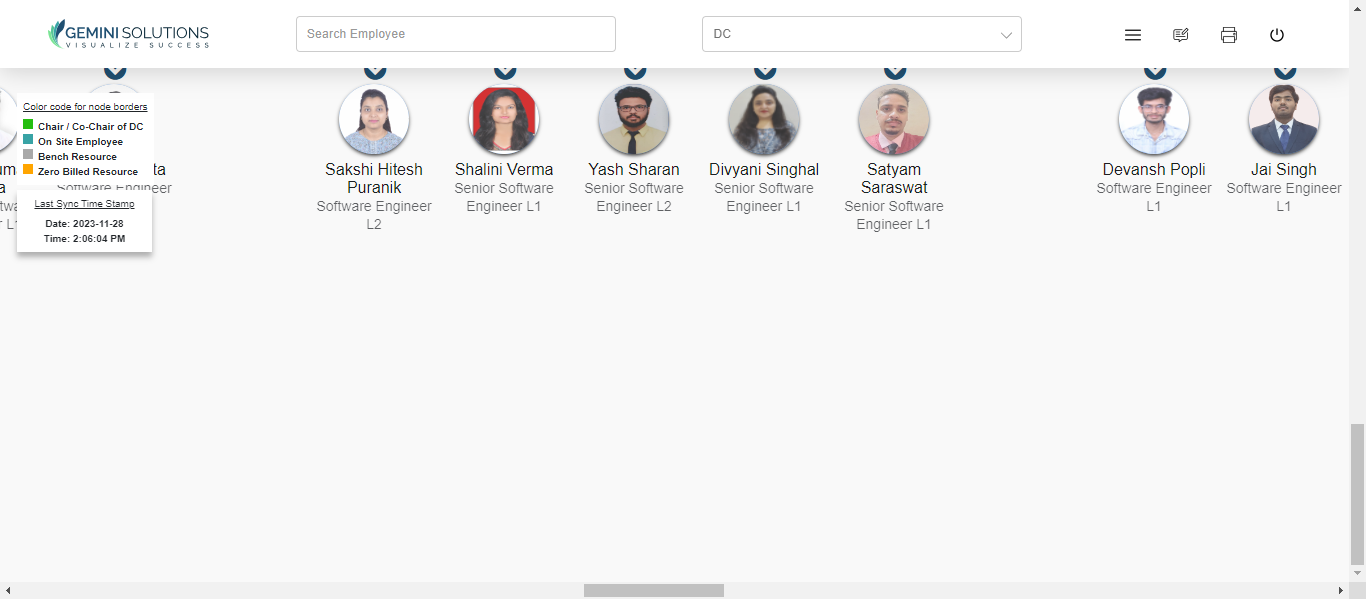 GEMINI SOLUTIONS
VISUALIZE SUCCESS
Search Employee
DC
Color code for node borders
Chair / Co-Chair of DC
On Site Employee
Bench Resource
Zero Billed Resource
Software Engineer
Last Sync Time Stamp
Date: 2023-11-28
Time: 2:06:04 PM
Sakshi Hitesh
Puranik
Software Engineer
L2
Shalini Verma
Senior Software
Engineer L1
Yash Sharan
Senior Software
Engineer L2
Divyani Singhal
Senior Software
Engineer L1
Satyam
Saraswat
Senior Software
Engineer L1
Devansh Popli
Software Engineer
L1
Jai Singh
Software Engineer
L1